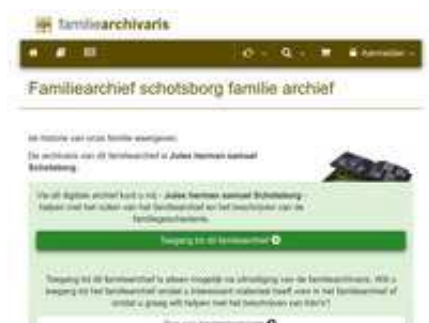 familiearchivaris
Aanmelden
Familiearchief schotsborg familie archief
de historie van onze familie weergeven.
De archivaris van dit familiearchief is Jules herman samuel
Schotsborg.
Via dit digitale archief kunt u mij - Jules herman samuel Schotsborg -
helpen met het vullen van het familiearchief en het beschrijven van de
familiegeschiedenis.
Toegang tot dit familiearchief
Toegang tot dit familiearchief is alleen mogelijk na uitnodiging van de familiearchivaris. Wilt u
toegang tot het familiearchief omdat u interessant materiaal heeft voor in het familiearchief of
omdat u graag wilt helpen met het beschrijven van foto's?